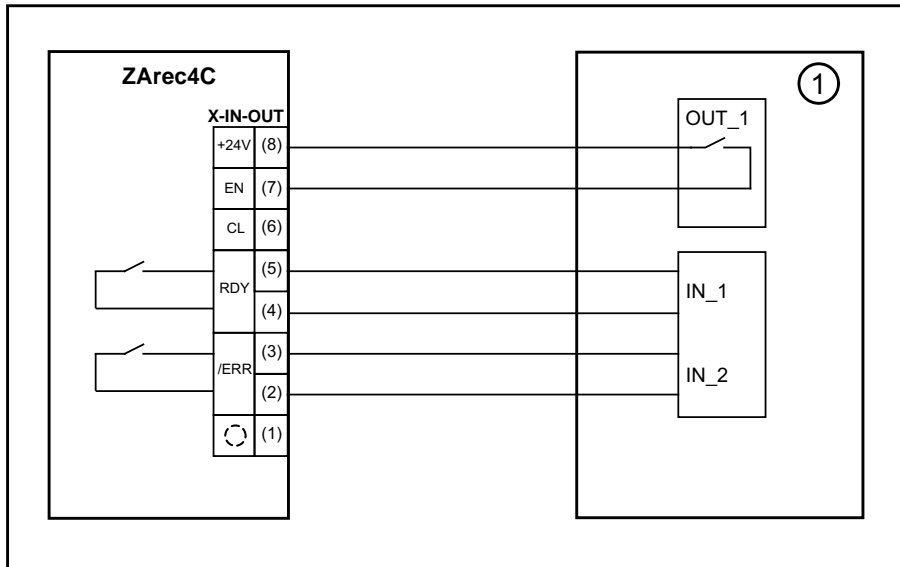 ZArec4C
1
X-IN-OUT
OUT_1
+24V (8)
EN (7)
CL (6)
RDY (5)
(4)
IN_1
/ERR (3)
(2)
IN_2
(1)